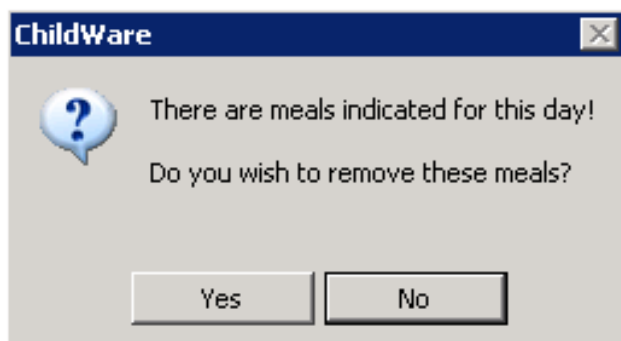 ChildWare
There are meals indicated for this day!
Do you wish to remove these meals?
Yes
No